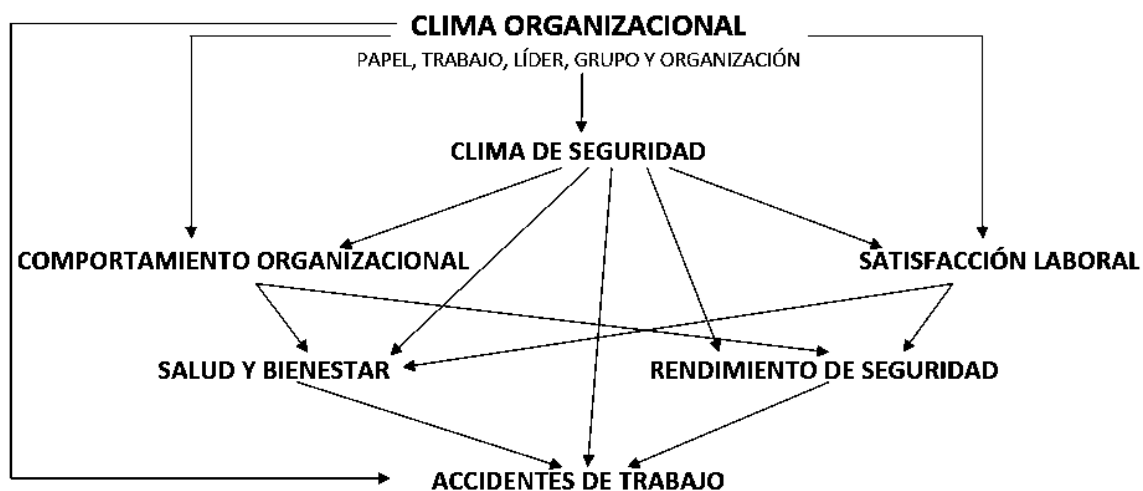 CLIMA ORGANIZACIONAL
PAPEL, TRABAJO, LÍDER, GRUPO Y ORGANIZACIÓN
CLIMA DE SEGURIDAD
COMPORTAMIENTO ORGANIZACIONAL
SATISFACCIÓN LABORAL
SALUD Y BIENESTAR
RENDIMIENTO DE SEGURIDAD
ACCIDENTES DE TRABAJO